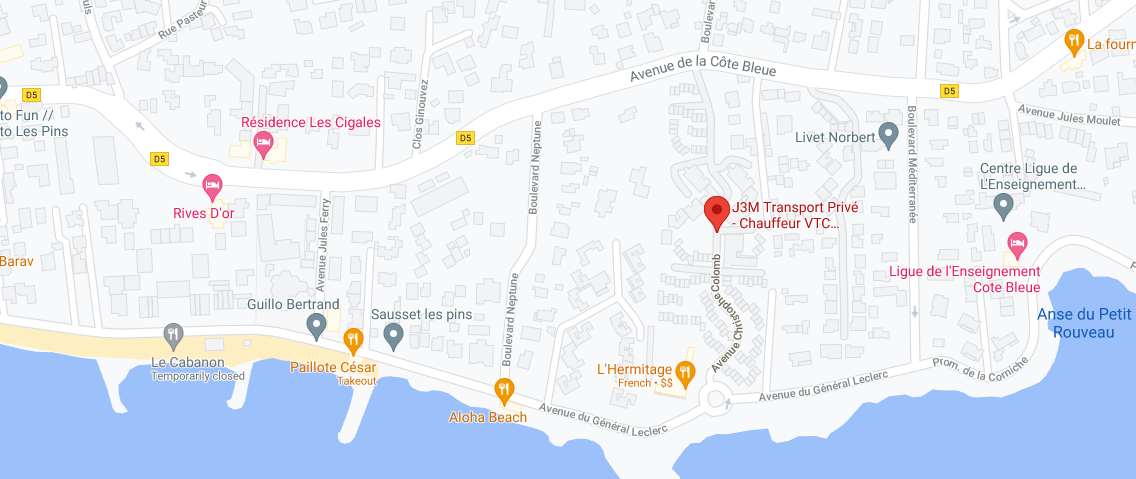 Rue Pasteur
Boulevard
La fourn
Avenue de la Côte Bleue
D5
D5
D5
D5
to Fun //
to Les Pins
Clos Ginouvez
Résidence Les Cigales
Avenue Jules Moulet
Boulevard Neptune
Livet Norbert
Boulevard Méditerranée
Centre Ligue de
L'Enseignement...
Rives D'or
J3M Transport Privé
- Chauffeur VTC...
Avenue Jules Ferry
Barav
Avenue Christophe Colomb
Ligue de l'Enseignement
Cote Bleue
Guillo Bertrand
Sausset les pins
Boulevard Neptune
Anse du Petit
Rouveau
Le Cabanon
Temporarily closed
Paillote César
Takeout
L'Hermitage
French • $$
Prom. de la Corniche
Avenue du Général Leclerc
Aloha Beach
Avenue du Général Leclerc